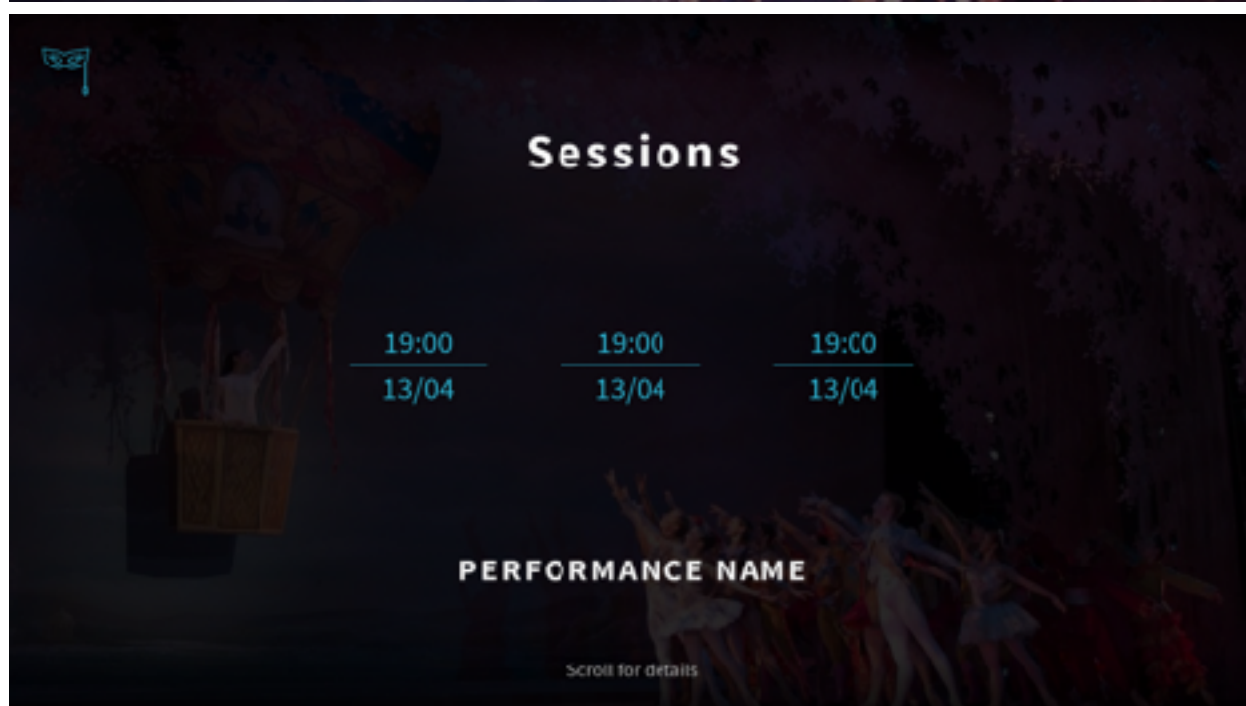 Sessions
19:00 19:00 19:00
13/04 13/04 13/04
PERFORMANCE NAME
Scroll for details